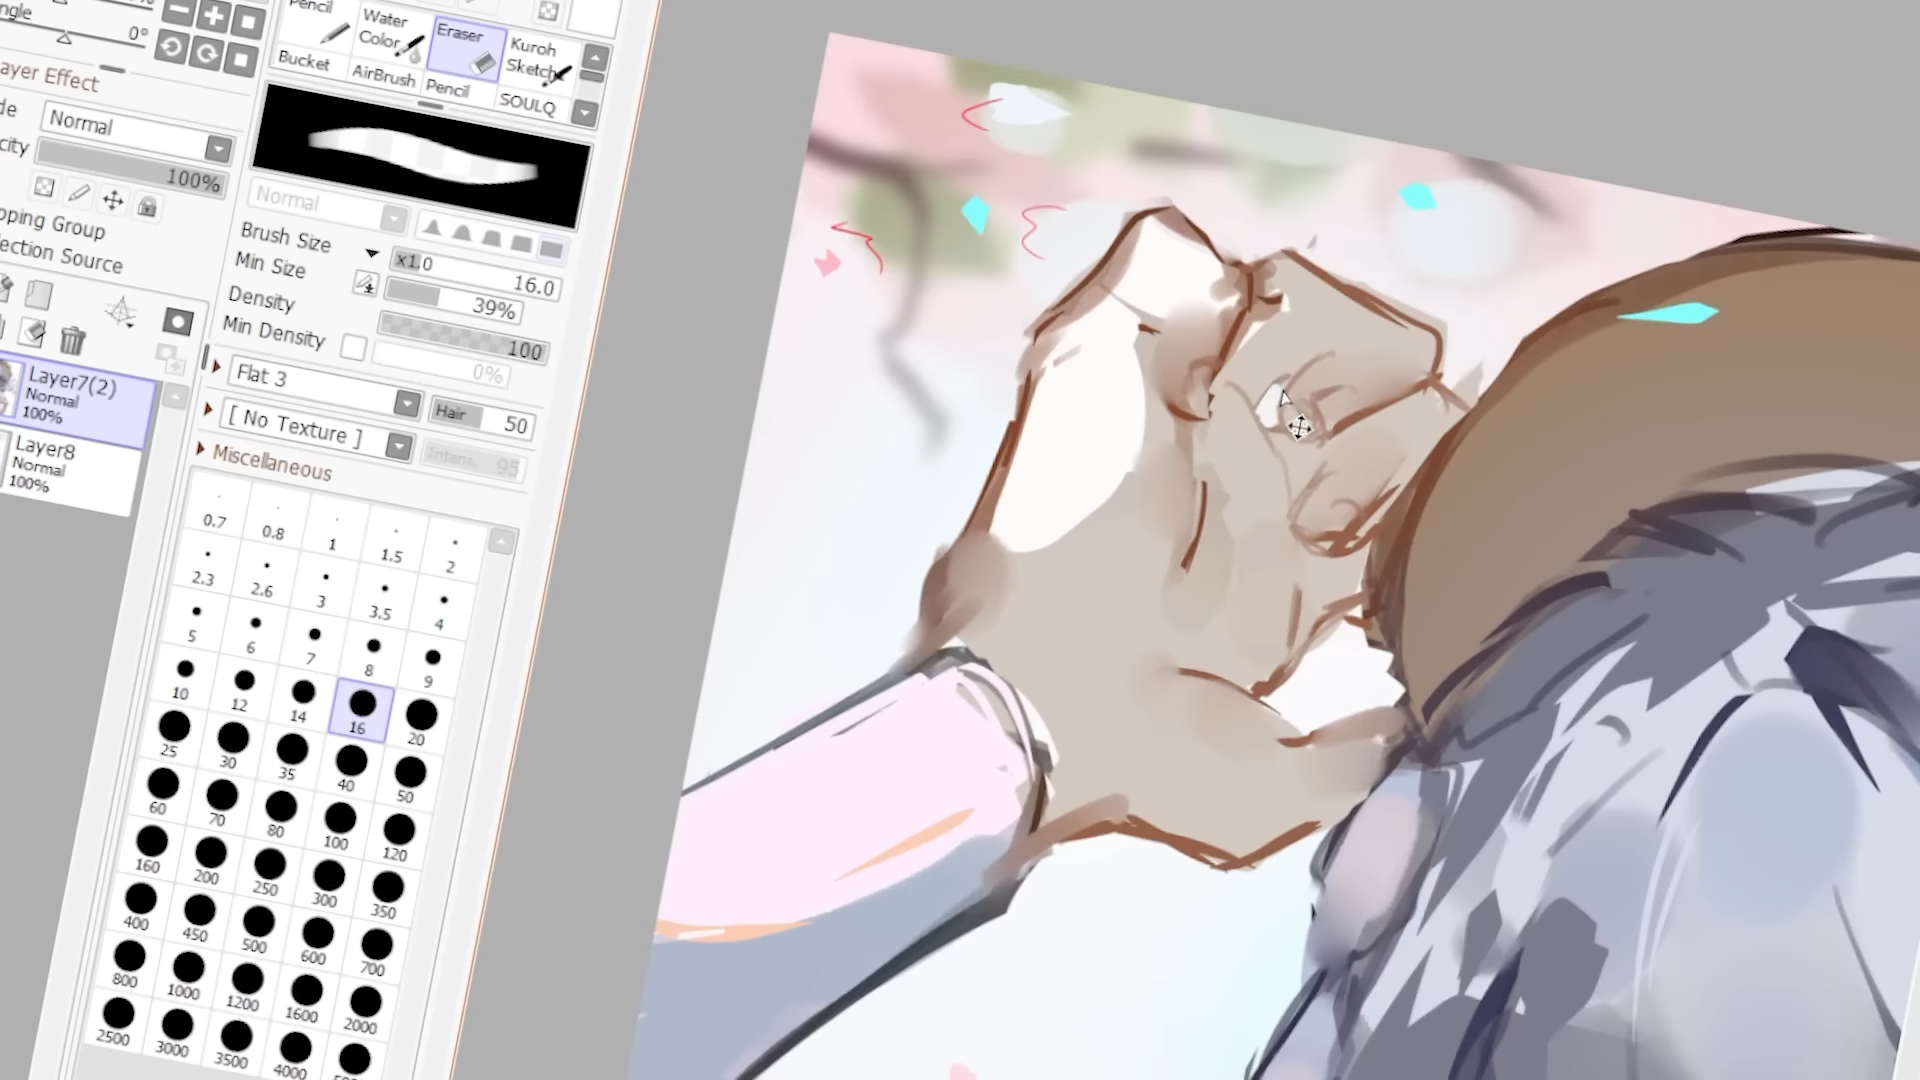 ngle
0°
ayer Effect
de
Normal
city
100%
pping Group
ection Source
Layer7(2)
Normal
100%
Layer8
Normal
100%
Pencil
Water
Color
Eraser
Kuroh
Sketch
Bucket
AirBrush
Pencil
SOULQ
Normal
Brush Size
x1.0
16.0
Min Size
39%
Density
100
Min Density
0%
Flat 3
Hair
50
[ No Texture ]
Intens.
95
Miscellaneous
0.7
0.8
1
1.5
2
2.3
2.6
3
3.5
4
5
6
7
8
9
10
12
14
16
20
25
30
35
40
50
60
70
80
100
120
160
200
250
300
350
400
450
500
600
700
800
1000
1200
1600
2000
2500
3000
3500
4000